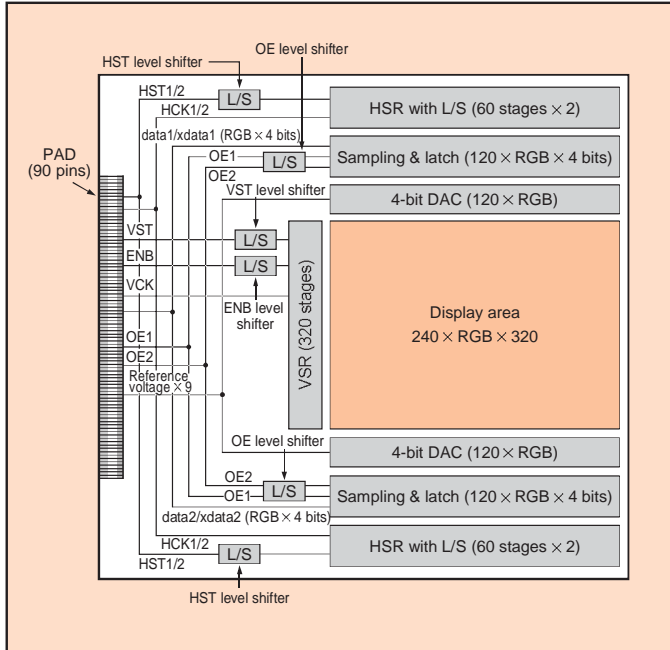 OE level shifter
HST level shifter
HST1/2
L/S
HCK1/2
HSR with L/S (60 stages × 2)
data1/xdata1 (RGB × 4 bits)
PAD
(90 pins)
OE1
L/S
OE2
Sampling & latch (120 × RGB × 4 bits)
VST level shifter
4-bit DAC (120 × RGB)
VST
L/S
ENB
L/S
VCK
ENB level
shifter
VSR (320 stages)
Display area
240 × RGB × 320
OE1
OE2
Reference
voltage × 9
OE level shifter
4-bit DAC (120 × RGB)
OE2
L/S
OE1
Sampling & latch (120 × RGB × 4 bits)
data2/xdata2 (RGB × 4 bits)
HCK1/2
L/S
HST1/2
HSR with L/S (60 stages × 2)
HST level shifter